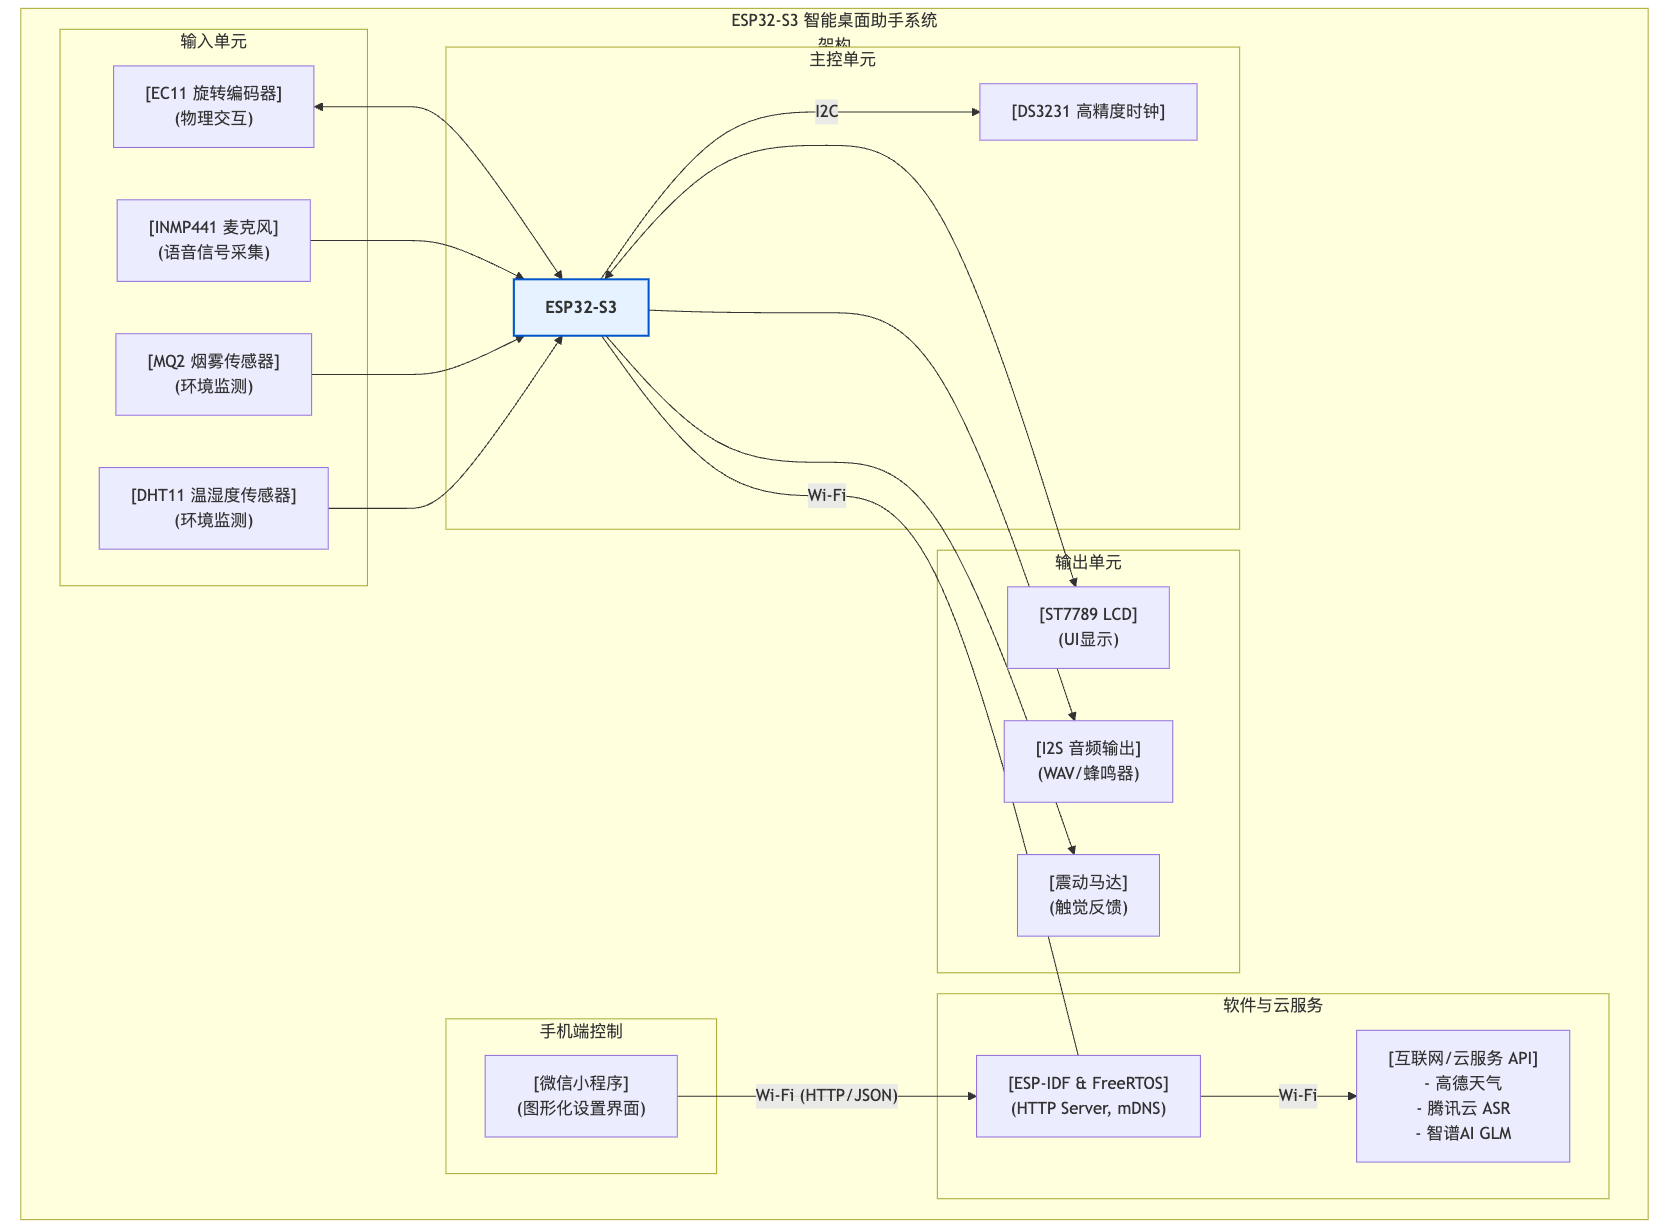 ESP32-S3 智能桌面助手系统
架构
输入单元
[EC11 旋转编码器]
(物理交互)
[INMP441 麦克风]
(语音信号采集)
[MQ2 烟雾传感器]
(环境监测)
[DHT11 温湿度传感器]
(环境监测)
主控单元
I2C
[DS3231 高精度时钟]
ESP32-S3
Wi-Fi
输出单元
[ST7789 LCD]
(UI显示)
[I2S 音频输出]
(WAV/蜂鸣器)
[震动马达]
(触觉反馈)
手机端控制
[微信小程序]
(图形化设置界面)
Wi-Fi (HTTP/JSON)
软件与云服务
[ESP-IDF & FreeRTOS]
(HTTP Server, mDNS)
Wi-Fi
[互联网/云服务 API]
- 高德天气
- 腾讯云 ASR
- 智谱AI GLM